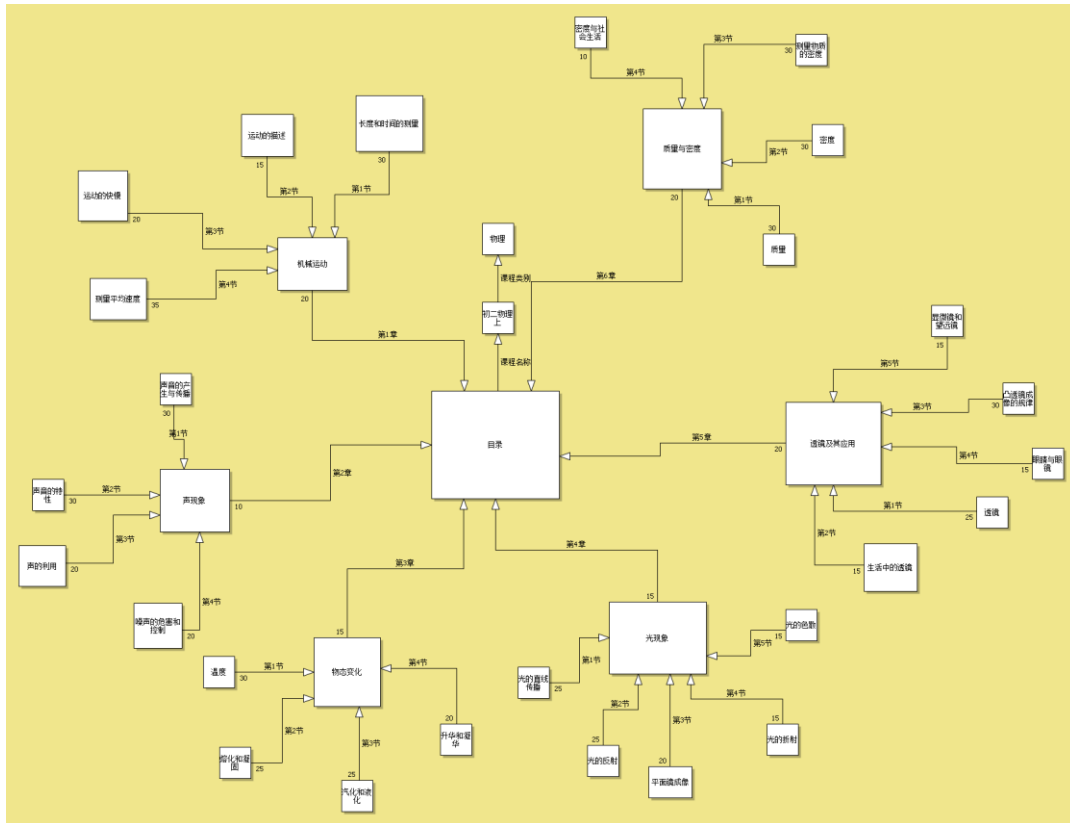 密度与社
会生活
10
第4节
第3节
30
测量物质
的密度
质量与密度
20
第2节
30
密度
第1节
30
质量
第6章
长度和时间的测量
30
第1节
运动的描述
15
第2节
运动的快慢
20
第3节
测量平均速度
35
第4节
机械运动
20
第1章
物理
课程类别
初二物理
上
课程名称
目录
声音的产
生与传播
30
第1节
声音的特
性
30
第2节
声的利用
20
第3节
噪声的危害和
控制
20
第4节
声现象
10
第2章
显微镜和
望远镜
15
第5节
凸透镜成
像的规律
30
第3节
眼睛与眼
镜
15
第4节
透镜
25
第1节
生活中的透镜
15
第2节
透镜及其应用
20
第5章
第3章
15
物态变化
温度
30
第1节
熔化和凝
固
25
第2节
汽化和液
化
25
第3节
升华和凝
华
20
第4节
第4章
15
光现象
光的直线
传播
25
第1节
光的反射
25
第2节
平面镜成像
20
第3节
光的折射
15
第4节
光的色散
15
第5节